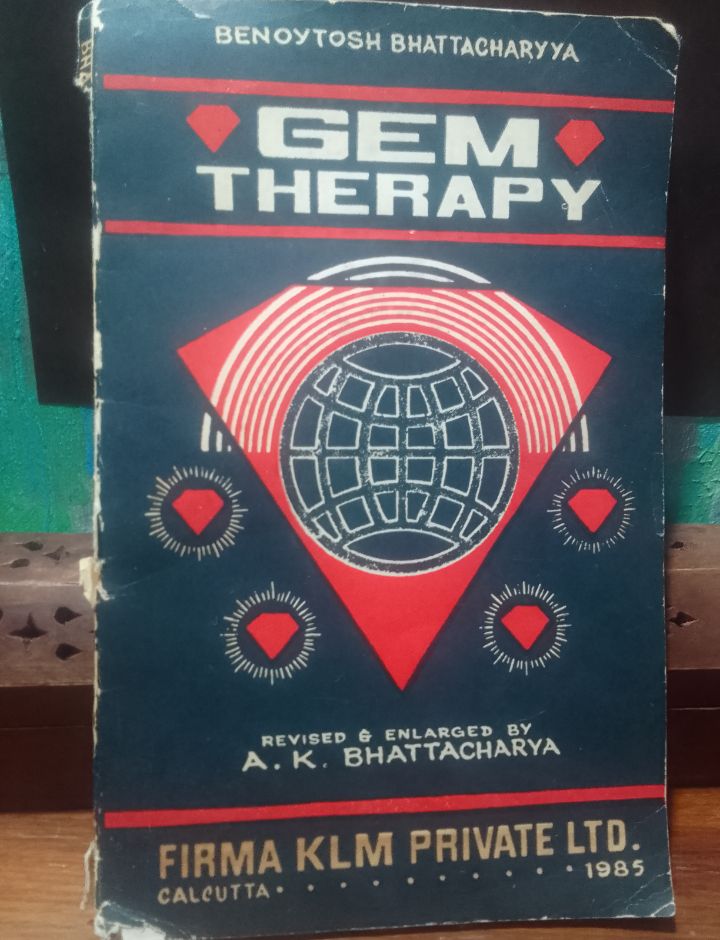 BENOYTOSH BHATTACHARYYA
GEM
THERAPY
REVISED & ENLARGED BY
A. K. BHATTACHARYA
FIRMA KLM PRIVATE LTD.
CALCUTTA . . . . . . . . . . 1985